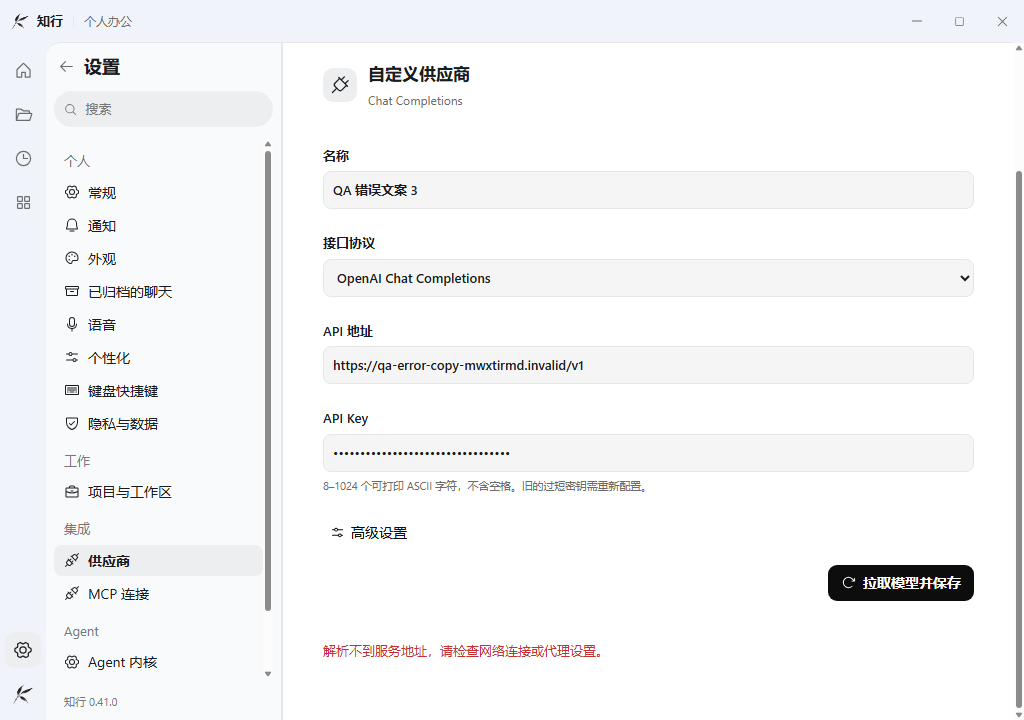 知行 个人办公
设置
搜索
个人
常规
通知
外观
已归档的聊天
语音
个性化
键盘快捷键
隐私与数据
工作
项目与工作区
集成
供应商
MCP 连接
Agent
Agent 内核
知行 0.41.0
自定义供应商
Chat Completions
名称
QA 错误文案 3
接口协议
OpenAI Chat Completions
API 地址
https://qa-error-copy-mwxtirmd.invalid/v1
API Key
••••••••••••••••••••••••••••••••••
8–1024 个可打印 ASCII 字符，不含空格。旧的过短密钥需重新配置。
高级设置
拉取模型并保存
解析不到服务地址，请检查网络连接或代理设置。